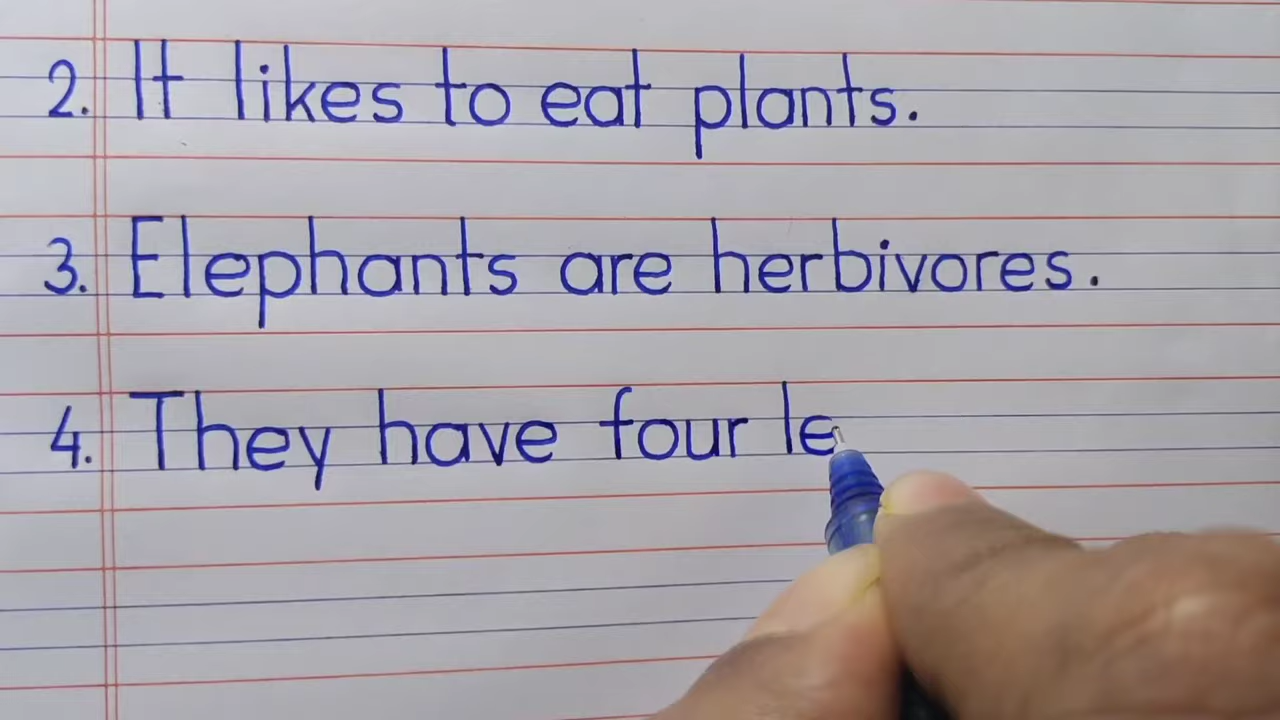 2. It likes to eat plants.
3. Elephants are herbivores.
4. They have four le